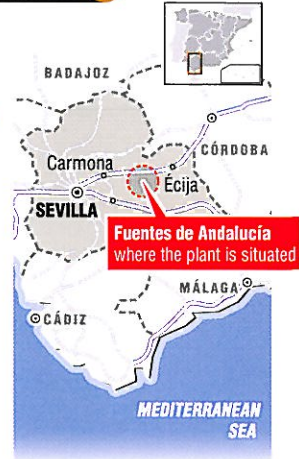 BADAJOZ
CÓRDOBA
Carmona
Écija
SEVILLA
Fuentes de Andalucía
where the plant is situated
MÁLAGA
CÁDIZ
MEDITERRANEAN
SEA